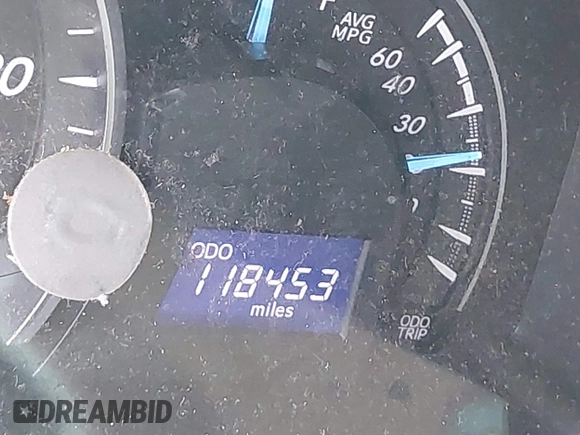 F
AVG
MPG
60
40
30
ODO
118453
miles
ODO
TRIP
DREAMBID